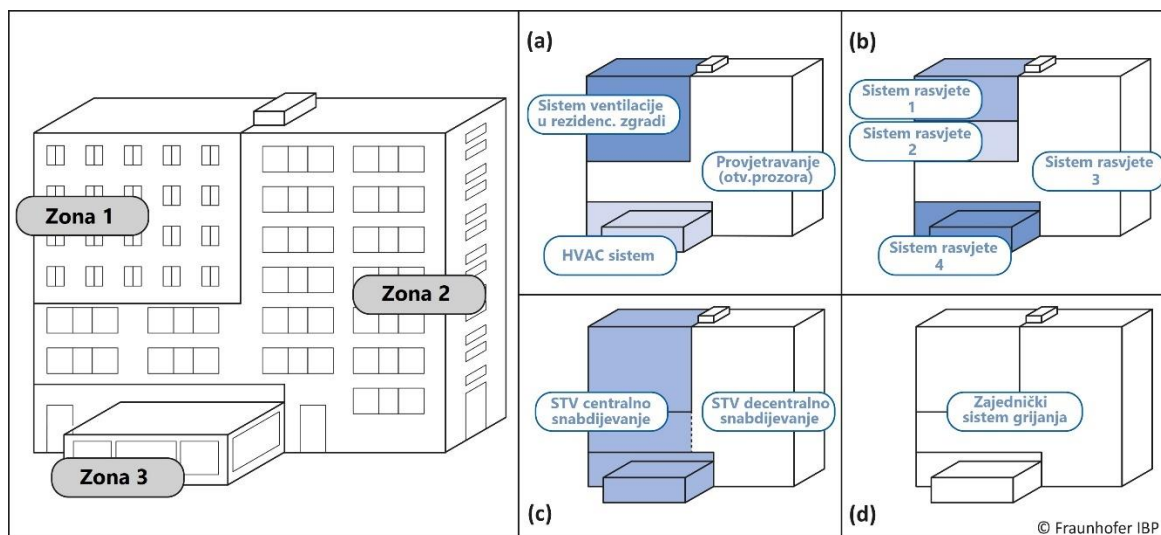 Zona 1
Zona 2
Zona 3
(a)
Sistem ventilacije
u rezidenc. zgradi
Provjetravanje
(otv.prozora)
HVAC sistem
(b)
Sistem rasvjete
1
Sistem rasvjete
2
Sistem rasvjete
3
Sistem rasvjete
4
STV centralno
snabdijevanje
STV decentralno
snabdijevanje
(c)
Zajednički
sistem grijanja
(d)
© Fraunhofer IBP